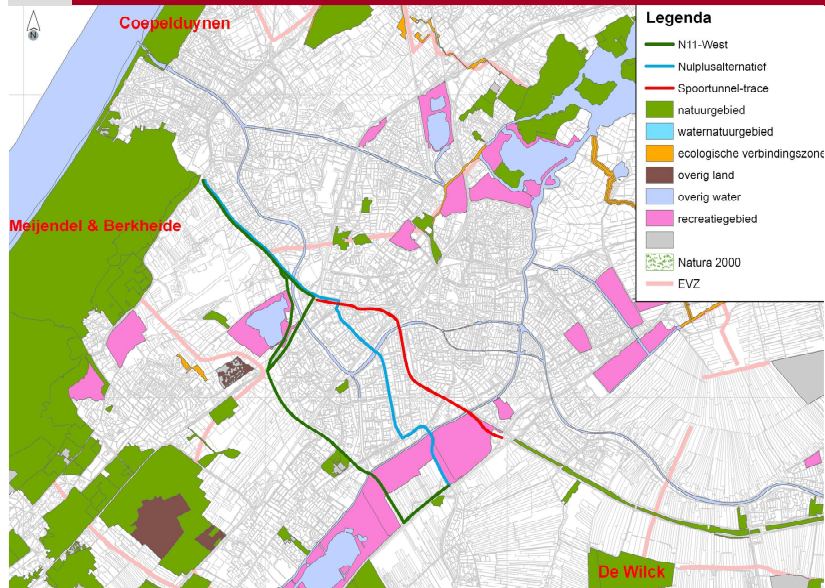 Coepelduynen
N
Meijendel & Berkheide
De Wilck
Legenda
N11-West
Nulplusalternatief
Spoortunnel-trace
natuurgebied
waternatuurgebied
ecologische verbindingszone
overig land
overig water
recreatiegebied
Natura 2000
EVZ